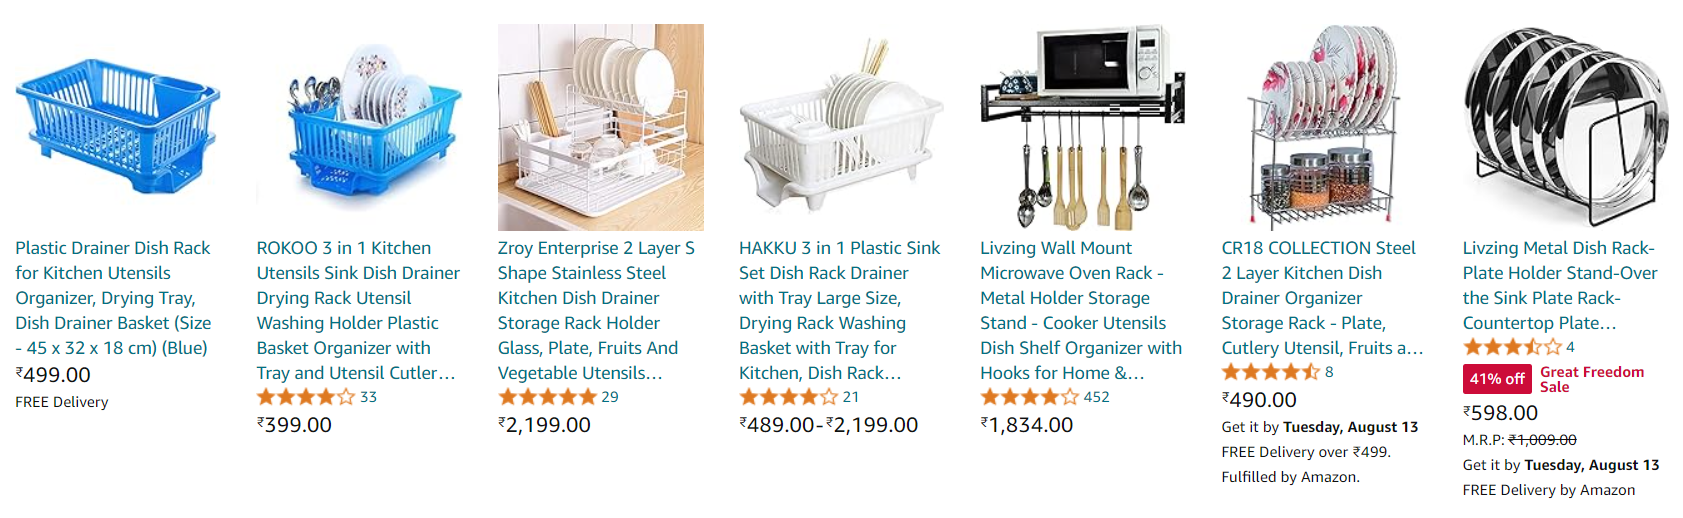 Plastic Drainer Dish Rack
for Kitchen Utensils
Organizer, Drying Tray,
Dish Drainer Basket (Size
- 45 x 32 x 18 cm) (Blue)
₹499.00
FREE Delivery
ROKOO 3 in 1 Kitchen
Utensils Sink Dish Drainer
Drying Rack Utensil
Washing Holder Plastic
Basket Organizer with
Tray and Utensil Cutler…
33
₹399.00
Zroy Enterprise 2 Layer S
Shape Stainless Steel
Kitchen Dish Drainer
Storage Rack Holder
Glass, Plate, Fruits And
Vegetable Utensils…
29
₹2,199.00
HAKKU 3 in 1 Plastic Sink
Set Dish Rack Drainer
with Tray Large Size,
Drying Rack Washing
Basket with Tray for
Kitchen, Dish Rack…
21
₹489.00-₹2,199.00
Livzing Wall Mount
Microwave Oven Rack -
Metal Holder Storage
Stand - Cooker Utensils
Dish Shelf Organizer with
Hooks for Home &…
452
₹1,834.00
CR18 COLLECTION Steel
2 Layer Kitchen Dish
Drainer Organizer
Storage Rack - Plate,
Cutlery Utensil, Fruits a…
8
₹490.00
Get it by Tuesday, August 13
FREE Delivery over ₹499.
Fulfilled by Amazon.
Livzing Metal Dish Rack-
Plate Holder Stand-Over
the Sink Plate Rack-
Countertop Plate…
4
41% off Great Freedom
Sale
₹598.00
M.R.P: ₹1,009.00
Get it by Tuesday, August 13
FREE Delivery by Amazon